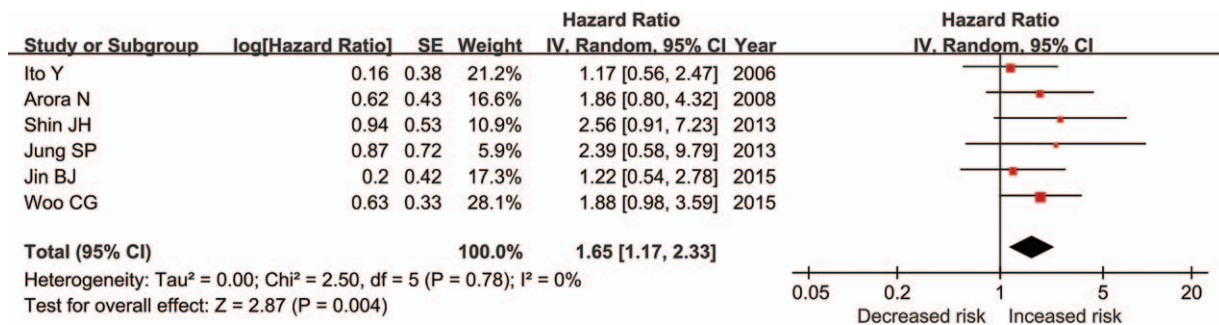 Hazard Ratio Hazard Ratio
Study or Subgroup log[Hazard Ratio] SE Weight IV, Random, 95% CI Year IV, Random, 95% CI
Ito Y 0.16 0.38 21.2% 1.17 [0.56, 2.47] 2006
Arora N 0.62 0.43 16.6% 1.86 [0.80, 4.32] 2008
Shin JH 0.94 0.53 10.9% 2.56 [0.91, 7.23] 2013
Jung SP 0.87 0.72 5.9% 2.39 [0.58, 9.79] 2013
Jin BJ 0.2 0.42 17.3% 1.22 [0.54, 2.78] 2015
Woo CG 0.63 0.33 28.1% 1.88 [0.98, 3.59] 2015
Total (95% CI) 100.0% 1.65 [1.17, 2.33]
Heterogeneity: Tau² = 0.00; Chi² = 2.50, df = 5 (P = 0.78); I² = 0%
Test for overall effect: Z = 2.87 (P = 0.004)
0.05 0.2 1 5 20
Decreased risk Inceased risk